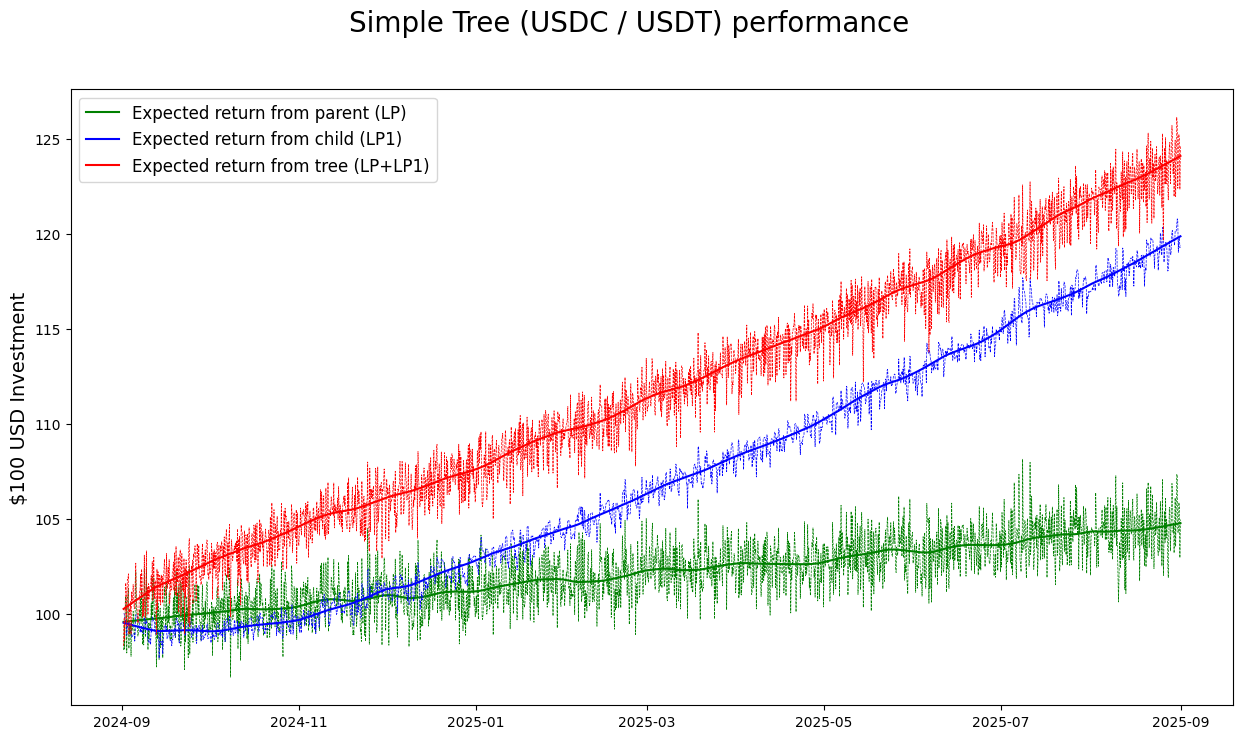 Simple Tree (USDC / USDT) performance
Expected return from parent (LP)
Expected return from child (LP1)
Expected return from tree (LP+LP1)
$100 USD Investment
125
120
115
110
105
100
2024-09
2024-11
2025-01
2025-03
2025-05
2025-07
2025-09